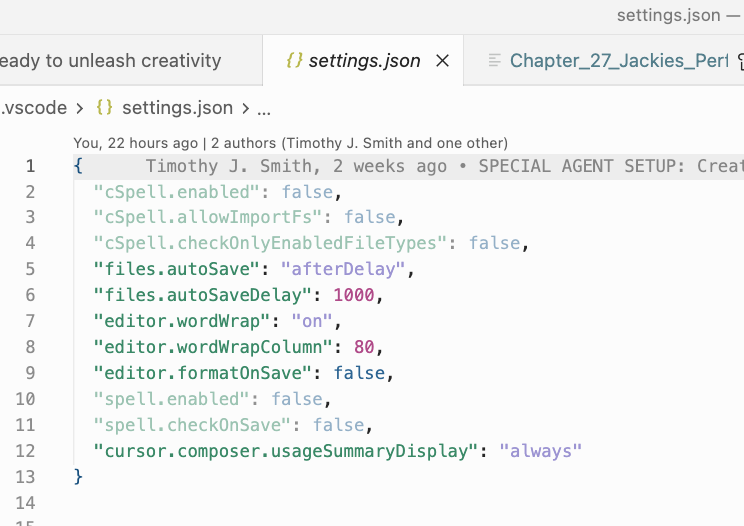 settings.json —
eady to unleash creativity
{} settings.json ×
Chapter_27_Jackies_Perf
.vscode > {} settings.json > ...
You, 22 hours ago | 2 authors (Timothy J. Smith and one other)
1 { Timothy J. Smith, 2 weeks ago • SPECIAL AGENT SETUP: Creat
2 "cSpell.enabled": false,
3 "cSpell.allowImportFs": false,
4 "cSpell.checkOnlyEnabledFileTypes": false,
5 "files.autoSave": "afterDelay",
6 "files.autoSaveDelay": 1000,
7 "editor.wordWrap": "on",
8 "editor.wordWrapColumn": 80,
9 "editor.formatOnSave": false,
10 "spell.enabled": false,
11 "spell.checkOnSave": false,
12 "cursor.composer.usageSummaryDisplay": "always"
13 }
14
15